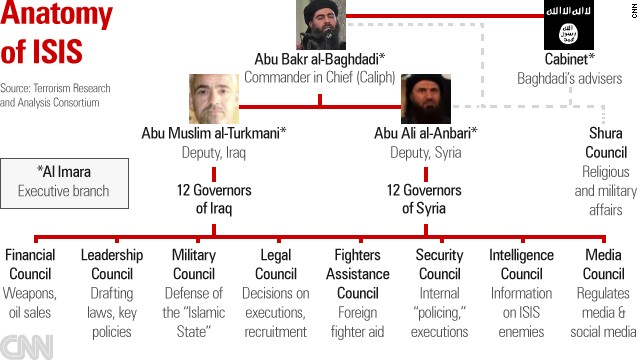 Anatomy
of ISIS
Source: Terrorism Research
and Analysis Consortium
CNN
Abu Bakr al-Baghdadi*
Commander in Chief (Caliph)
Cabinet*
Baghdadi's advisers
Abu Muslim al-Turkmani*
Deputy, Iraq
Abu Ali al-Anbari*
Deputy, Syria
Shura
Council
Religious
and military
affairs
*Al Imara
Executive branch
12 Governors
of Iraq
12 Governors
of Syria
Financial
Council
Weapons,
oil sales
Leadership
Council
Drafting
laws, key
policies
Military
Council
Defense of
the “Islamic
State”
Legal
Council
Decisions on
executions,
recruitment
Fighters
Assistance
Council
Foreign
fighter aid
Security
Council
Internal
“policing,”
executions
Intelligence
Council
Information
on ISIS
enemies
Media
Council
Regulates
media &
social media
CNN